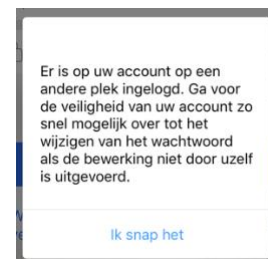 Er is op uw account op een
andere plek ingelogd. Ga voor
de veiligheid van uw account zo
snel mogelijk over tot het
wijzigen van het wachtwoord
als de bewerking niet door uzelf
is uitgevoerd.
Ik snap het